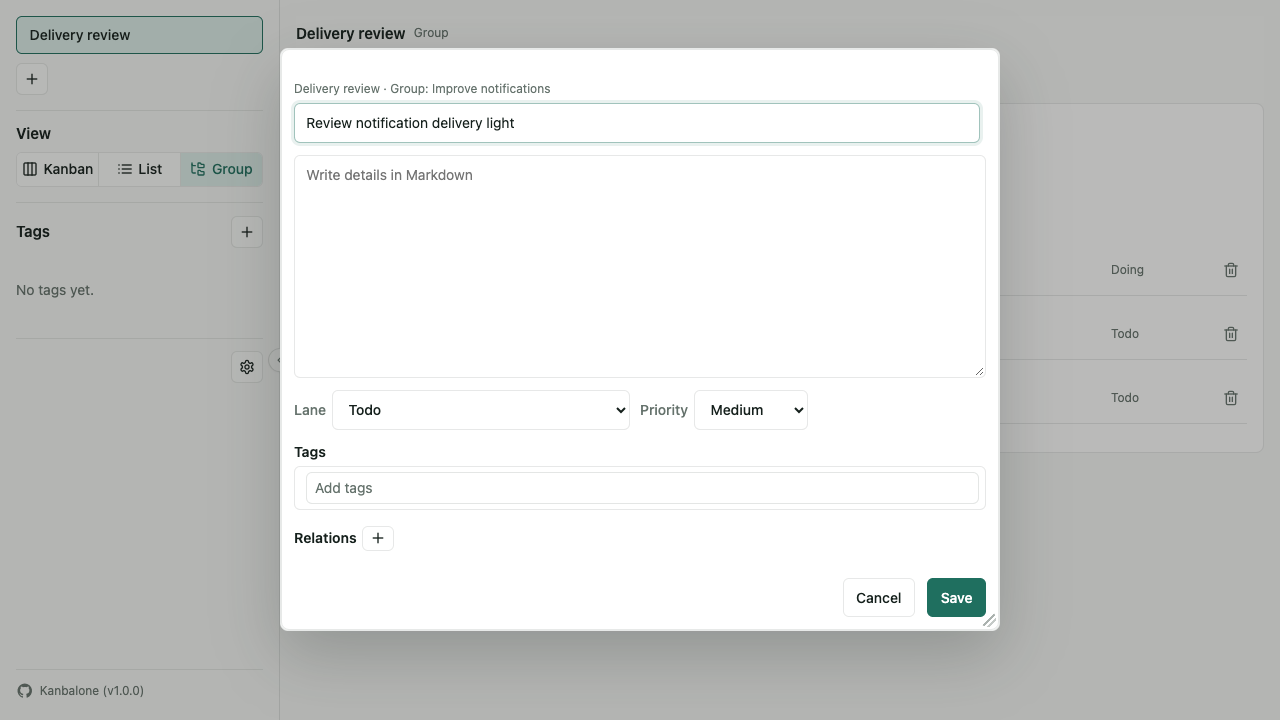 Delivery review
View
Kanban
List
Group
Tags
No tags yet.
Kanbalone (v1.0.0)
Delivery review Group
Delivery review · Group: Improve notifications
Review notification delivery light
Write details in Markdown
Lane
Todo
Priority
Medium
Tags
Add tags
Relations
Cancel
Save
Doing
Todo
Todo